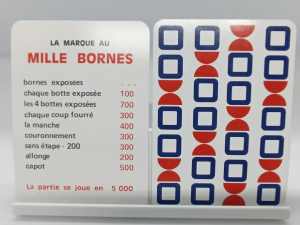 LA MARQUE AU
MILLE BORNES
bornes exposées . . .
chaque botte exposée 100
les 4 bottes exposées 700
chaque coup fourré 300
la manche 400
couronnement 300
sans étape - 200 300
allonge 200
capot 500
La partie se joue en 5 000